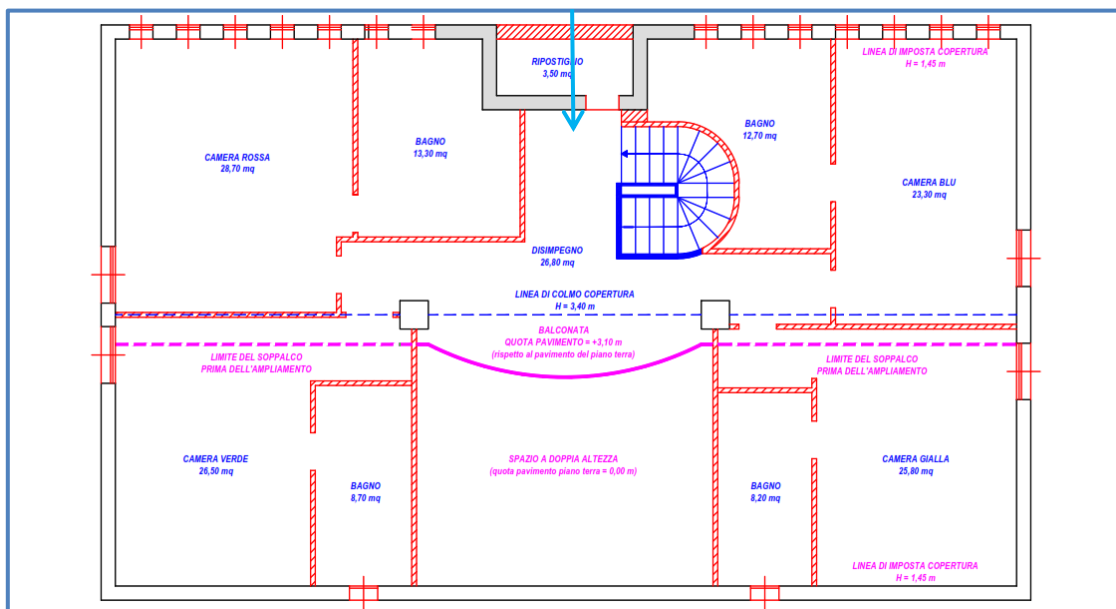 RIPOSTIGLIO
3,50 mq
LINEA DI IMPOSTA COPERTURA
H = 1,45 m
BAGNO
13,30 mq
BAGNO
12,70 mq
CAMERA ROSSA
28,70 mq
CAMERA BLU
23,30 mq
DISIMPEGNO
26,80 mq
LINEA DI COLMO COPERTURA
H = 3,40 m
BALCONATA
QUOTA PAVIMENTO = +3,10 m
(rispetto al pavimento del piano terra)
LIMITE DEL SOPPALCO
PRIMA DELL'AMPLIAMENTO
LIMITE DEL SOPPALCO
PRIMA DELL'AMPLIAMENTO
CAMERA VERDE
26,50 mq
SPAZIO A DOPPIA ALTEZZA
(quota pavimento piano terra = 0,00 m)
CAMERA GIALLA
25,80 mq
BAGNO
8,70 mq
BAGNO
8,20 mq
LINEA DI IMPOSTA COPERTURA
H = 1,45 m